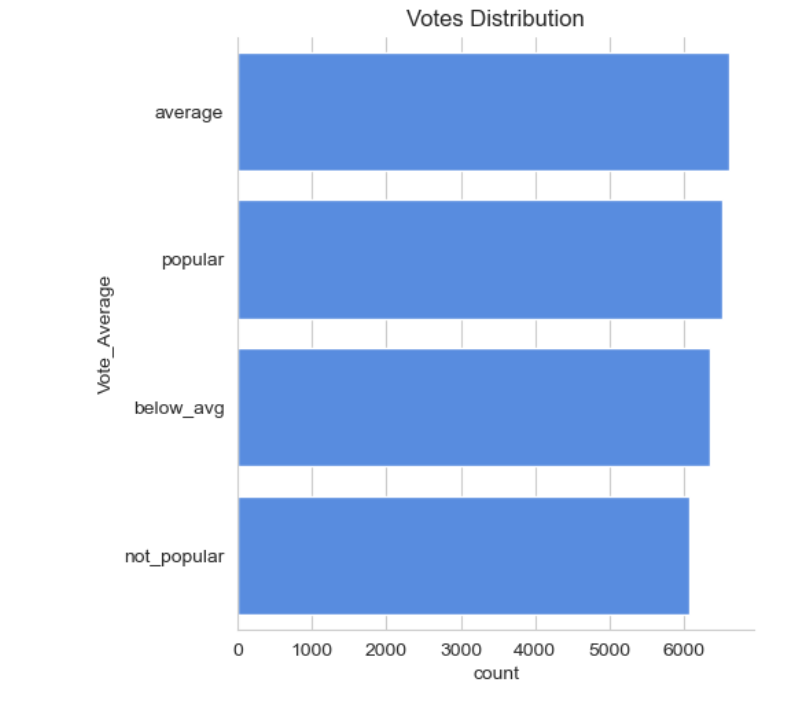 Votes Distribution
average
popular
below_avg
not_popular
Vote_Average
0 1000 2000 3000 4000 5000 6000
count